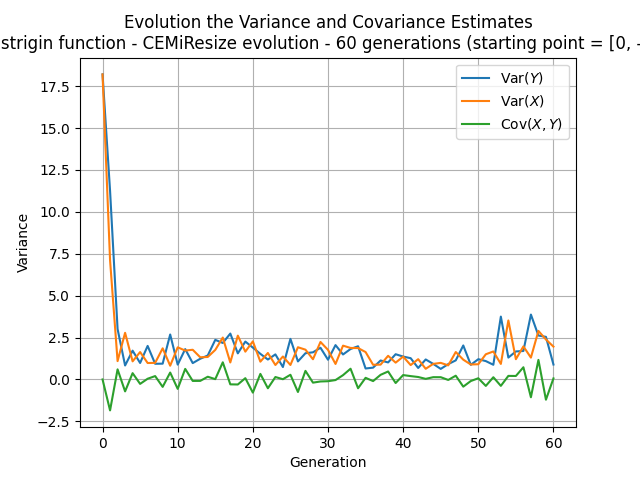 Evolution the Variance and Covariance Estimates
strigin function - CEMiResize evolution - 60 generations (starting point = [0, -
Var(Y)
Var(X)
Cov(X, Y)
17.5
15.0
12.5
10.0
7.5
5.0
2.5
0.0
−2.5
Variance
0 10 20 30 40 50 60
Generation